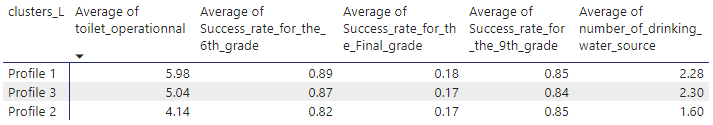 clusters_L Average of toilet_operationnal Average of Success_rate_for_the_6th_grade Average of Success_rate_for_the_Final_grade Average of Success_rate_for_the_9th_grade Average of number_of_drinking_water_source
Profile 1 5.98 0.89 0.18 0.85 2.28
Profile 3 5.04 0.87 0.17 0.84 2.30
Profile 2 4.14 0.82 0.17 0.85 1.60